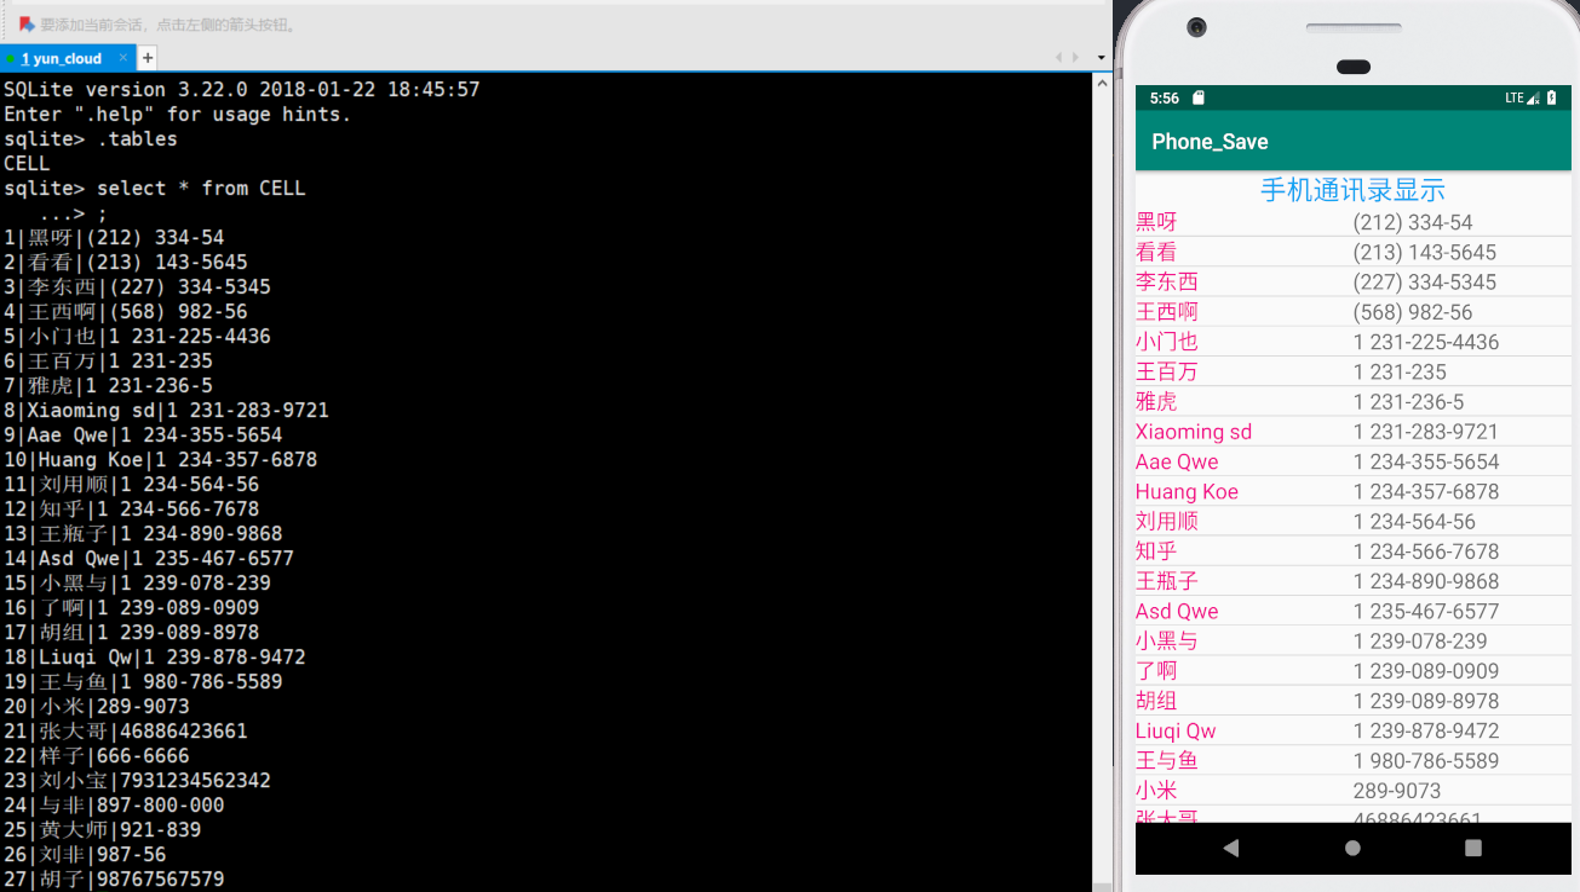 要添加当前会话，点击左侧的箭头按钮。
1 yun_cloud
SQLite version 3.22.0 2018-01-22 18:45:57
Enter ".help" for usage hints.
sqlite> .tables
CELL
sqlite> select * from CELL
...> ;
1|黑呀|(212) 334-54
2|看看|(213) 143-5645
3|李东西|(227) 334-5345
4|王西啊|(568) 982-56
5|小门也|1 231-225-4436
6|王百万|1 231-235
7|雅虎|1 231-236-5
8|Xiaoming sd|1 231-283-9721
9|Aae Qwe|1 234-355-5654
10|Huang Koe|1 234-357-6878
11|刘用顺|1 234-564-56
12|知乎|1 234-566-7678
13|王瓶子|1 234-890-9868
14|Asd Qwe|1 235-467-6577
15|小黑与|1 239-078-239
16|了啊|1 239-089-0909
17|胡组|1 239-089-8978
18|Liuqi Qw|1 239-878-9472
19|王与鱼|1 980-786-5589
20|小米|289-9073
21|张大哥|46886423661
22|样子|666-6666
23|刘小宝|7931234562342
24|与非|897-800-000
25|黄大师|921-839
26|刘非|987-56
27|胡子|98767567579
5:56 LTE
Phone_Save
手机通讯录显示
黑呀 (212) 334-54
看看 (213) 143-5645
李东西 (227) 334-5345
王西啊 (568) 982-56
小门也 1 231-225-4436
王百万 1 231-235
雅虎 1 231-236-5
Xiaoming sd 1 231-283-9721
Aae Qwe 1 234-355-5654
Huang Koe 1 234-357-6878
刘用顺 1 234-564-56
知乎 1 234-566-7678
王瓶子 1 234-890-9868
Asd Qwe 1 235-467-6577
小黑与 1 239-078-239
了啊 1 239-089-0909
胡组 1 239-089-8978
Liuqi Qw 1 239-878-9472
王与鱼 1 980-786-5589
小米 289-9073
张大哥 46886423661